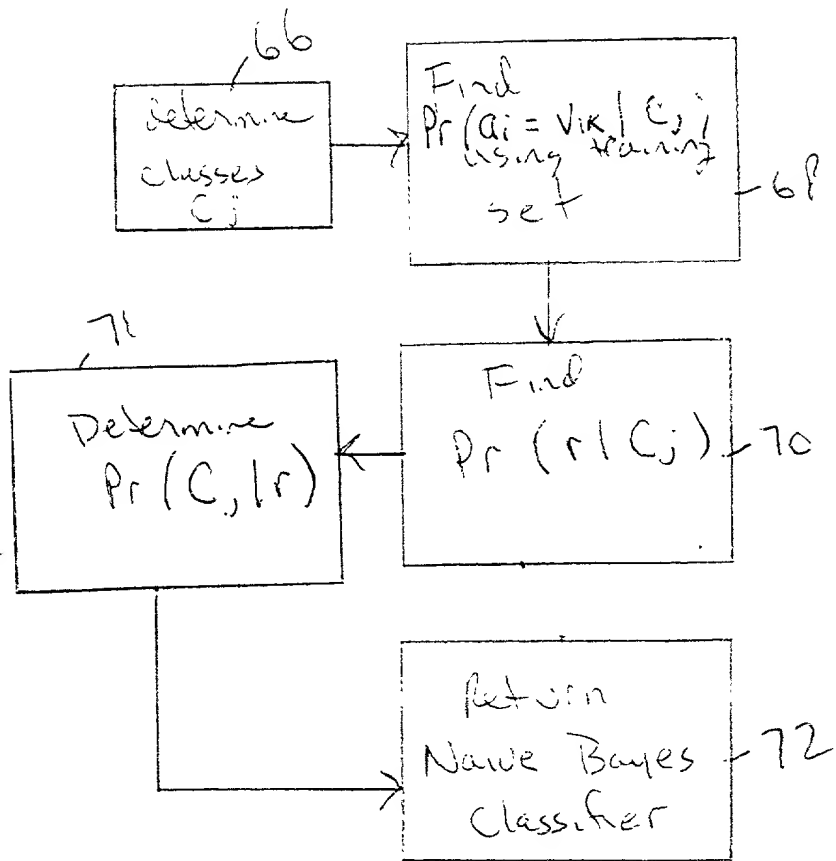 66
Determine
classes
Cj
Find
Pr(ai = vik | Cj)
using training
set
68
Find
Pr(r | Cj)
70
71
Determine
Pr(Cj | r)
Return
Naive Bayes
Classifier
72